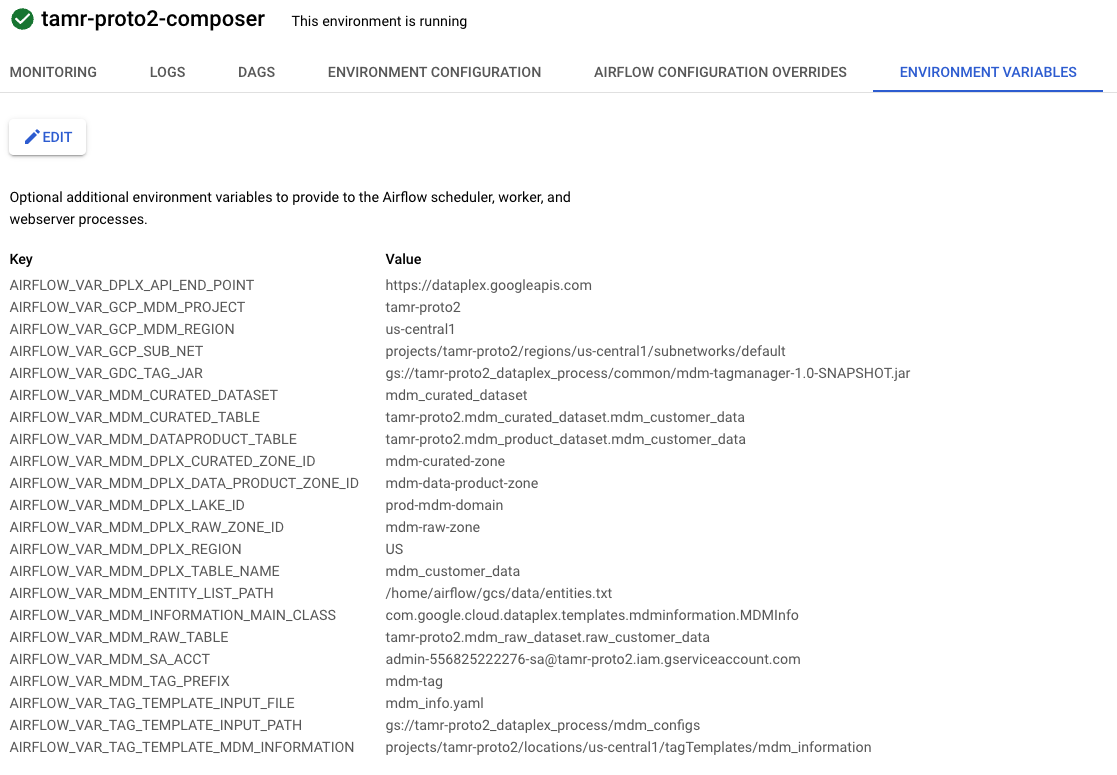 tamr-proto2-composer This environment is running
MONITORING LOGS DAGS ENVIRONMENT CONFIGURATION AIRFLOW CONFIGURATION OVERRIDES ENVIRONMENT VARIABLES
EDIT
Optional additional environment variables to provide to the Airflow scheduler, worker, and
webserver processes.
Key Value
AIRFLOW_VAR_DPLX_API_END_POINT https://dataplex.googleapis.com
AIRFLOW_VAR_GCP_MDM_PROJECT tamr-proto2
AIRFLOW_VAR_GCP_MDM_REGION us-central1
AIRFLOW_VAR_GCP_SUB_NET projects/tamr-proto2/regions/us-central1/subnetworks/default
AIRFLOW_VAR_GDC_TAG_JAR gs://tamr-proto2_dataplex_process/common/mdm-tagmanager-1.0-SNAPSHOT.jar
AIRFLOW_VAR_MDM_CURATED_DATASET mdm_curated_dataset
AIRFLOW_VAR_MDM_CURATED_TABLE tamr-proto2.mdm_curated_dataset.mdm_customer_data
AIRFLOW_VAR_MDM_DATAPRODUCT_TABLE tamr-proto2.mdm_product_dataset.mdm_customer_data
AIRFLOW_VAR_MDM_DPLX_CURATED_ZONE_ID mdm-curated-zone
AIRFLOW_VAR_MDM_DPLX_DATA_PRODUCT_ZONE_ID mdm-data-product-zone
AIRFLOW_VAR_MDM_DPLX_LAKE_ID prod-mdm-domain
AIRFLOW_VAR_MDM_DPLX_RAW_ZONE_ID mdm-raw-zone
AIRFLOW_VAR_MDM_DPLX_REGION US
AIRFLOW_VAR_MDM_DPLX_TABLE_NAME mdm_customer_data
AIRFLOW_VAR_MDM_ENTITY_LIST_PATH /home/airflow/gcs/data/entities.txt
AIRFLOW_VAR_MDM_INFORMATION_MAIN_CLASS com.google.cloud.dataplex.templates.mdminformation.MDMInfo
AIRFLOW_VAR_MDM_RAW_TABLE tamr-proto2.mdm_raw_dataset.raw_customer_data
AIRFLOW_VAR_MDM_SA_ACCT admin-556825222276-sa@tamr-proto2.iam.gserviceaccount.com
AIRFLOW_VAR_MDM_TAG_PREFIX mdm-tag
AIRFLOW_VAR_TAG_TEMPLATE_INPUT_FILE mdm_info.yaml
AIRFLOW_VAR_TAG_TEMPLATE_INPUT_PATH gs://tamr-proto2_dataplex_process/mdm_configs
AIRFLOW_VAR_TAG_TEMPLATE_MDM_INFORMATION projects/tamr-proto2/locations/us-central1/tagTemplates/mdm_information